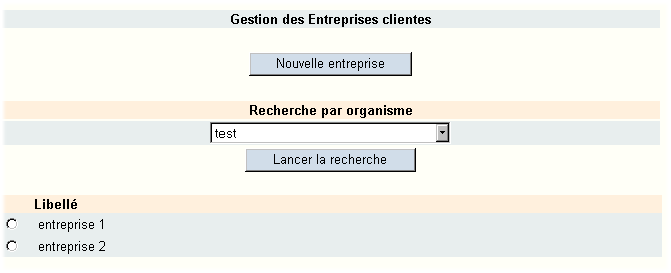 Gestion des Entreprises clientes
Nouvelle entreprise
Recherche par organisme
test
Lancer la recherche
Libellé
entreprise 1
entreprise 2